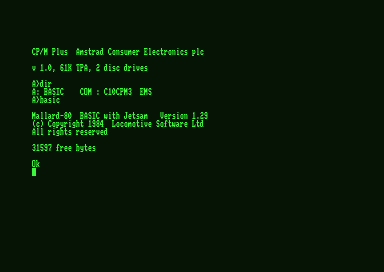 CP/M Plus  Amstrad Consumer Electronics plc
v 1.0, 61K TPA, 2 disc drives
A>dir
A: BASIC    COM : C10CPM3  EMS
A>basic
Mallard-80  BASIC with Jetsam   Version 1.29
(c) Copyright 1984  Locomotive Software Ltd
All rights reserved
31597 free bytes
Ok